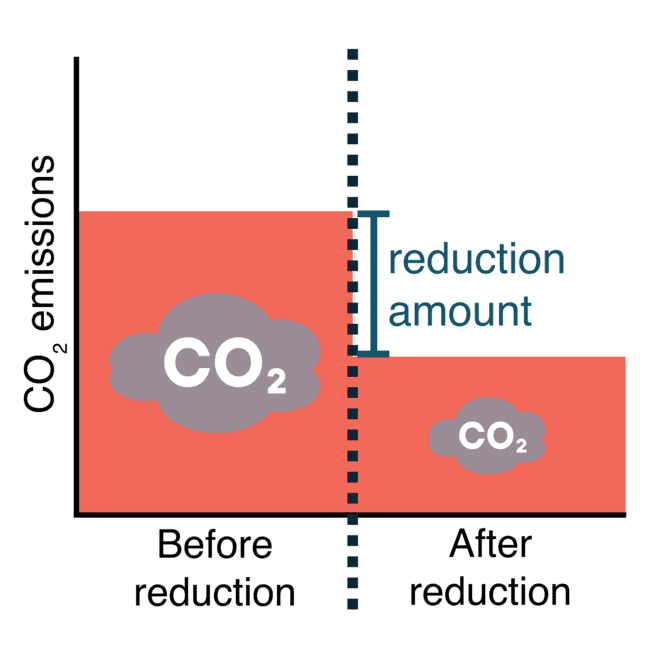 CO₂ emissions
reduction
amount
CO₂
CO₂
Before
reduction
After
reduction